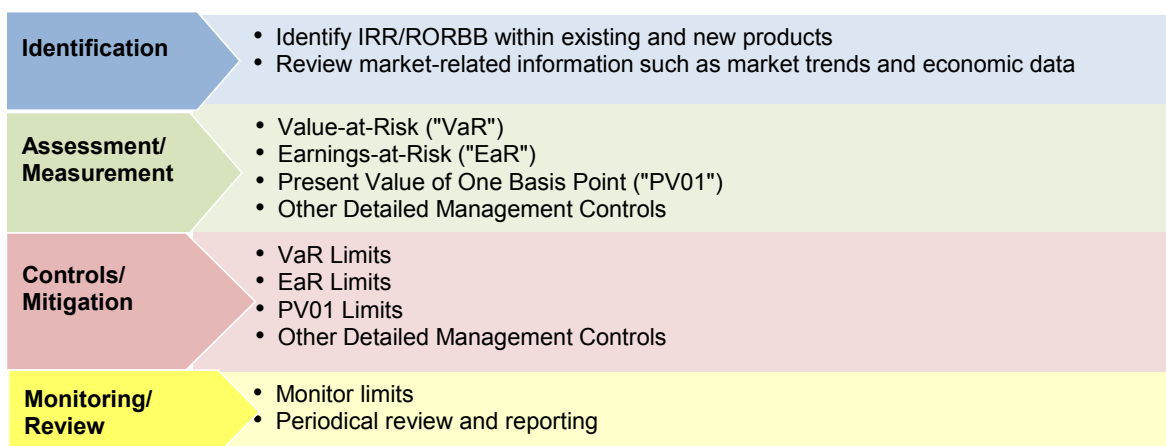 Identification
• Identify IRR/RORBB within existing and new products
• Review market-related information such as market trends and economic data
Assessment/
Measurement
• Value-at-Risk ("VaR")
• Earnings-at-Risk ("EaR")
• Present Value of One Basis Point ("PV01")
• Other Detailed Management Controls
Controls/
Mitigation
• VaR Limits
• EaR Limits
• PV01 Limits
• Other Detailed Management Controls
Monitoring/
Review
• Monitor limits
• Periodical review and reporting